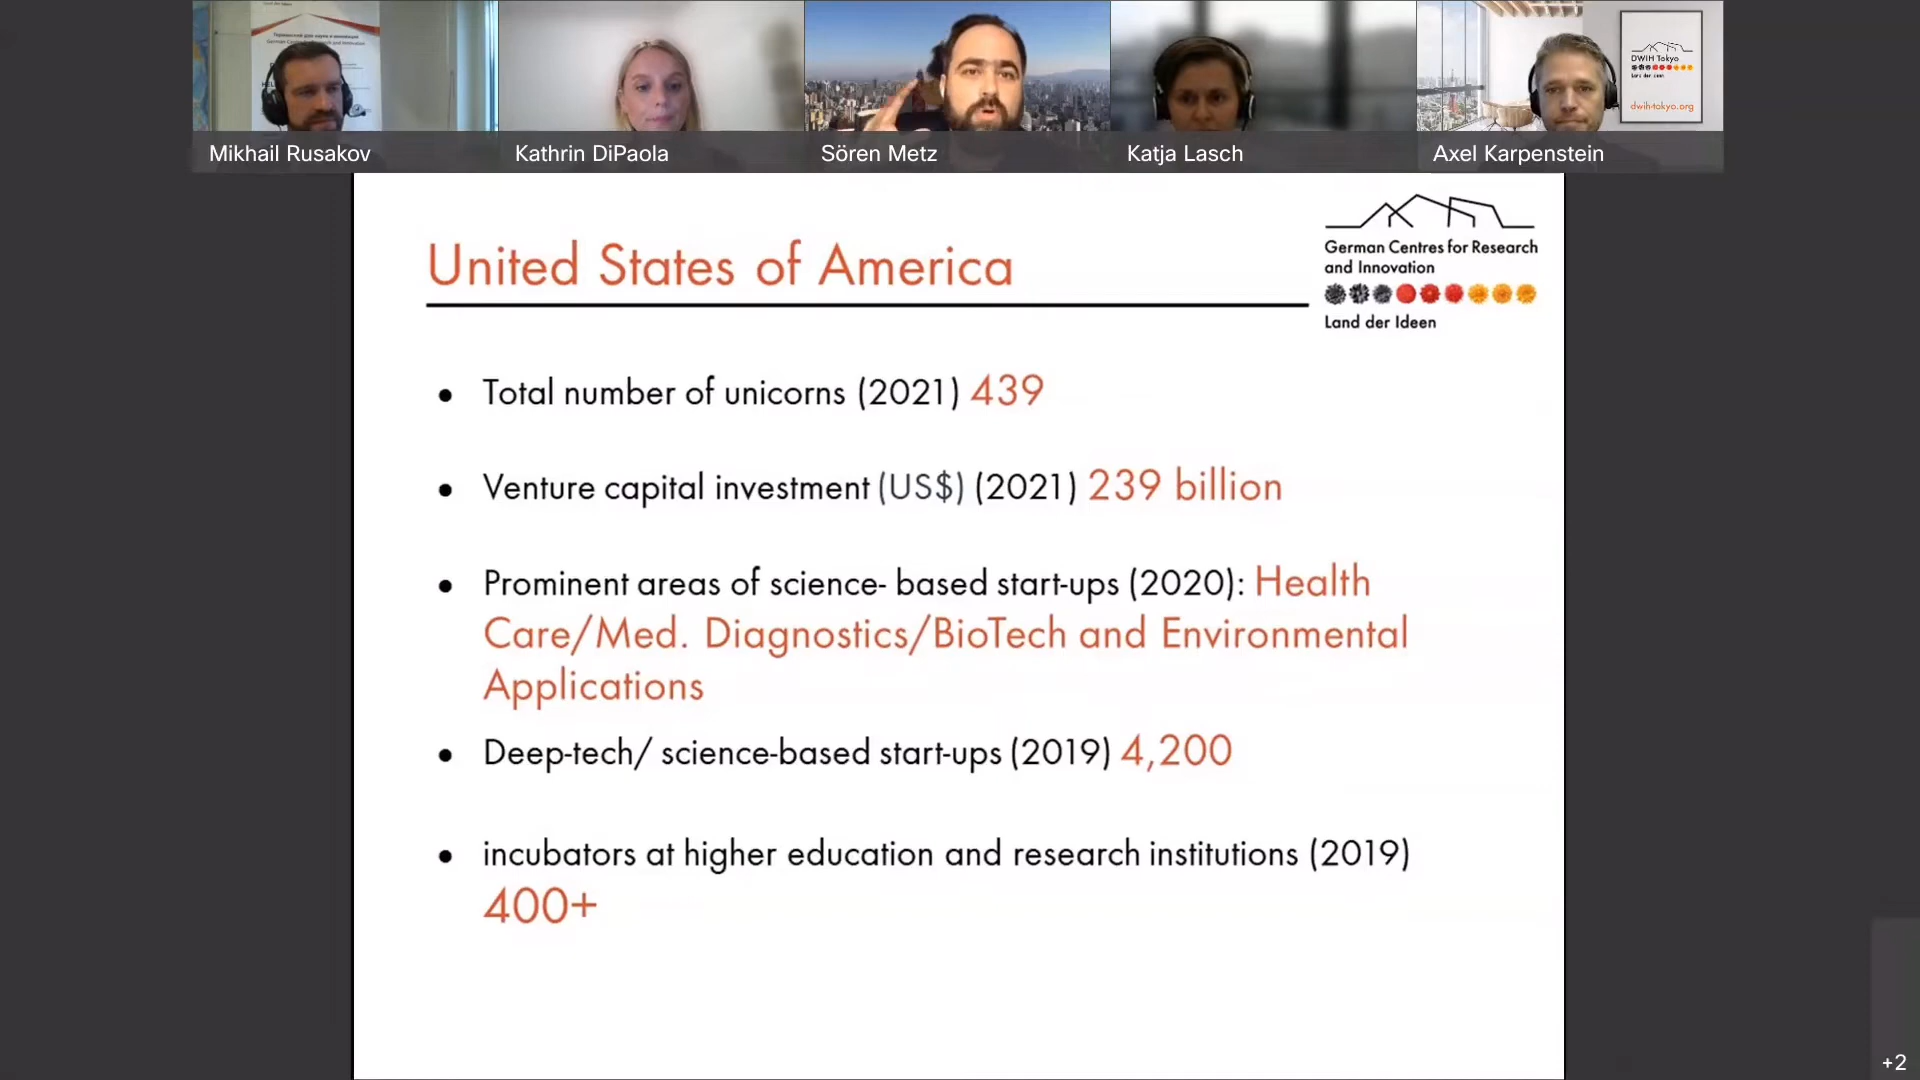 Mikhail Rusakov
Kathrin DiPaola
Sören Metz
Katja Lasch
Axel Karpenstein
DWIH Tokyo
Land der Ideen
dwih-tokyo.org
United States of America
German Centres for Research
and Innovation
Land der Ideen
• Total number of unicorns (2021) 439
• Venture capital investment (US$) (2021) 239 billion
• Prominent areas of science- based start-ups (2020): Health
Care/Med. Diagnostics/BioTech and Environmental
Applications
• Deep-tech/ science-based start-ups (2019) 4,200
• incubators at higher education and research institutions (2019)
400+
+2